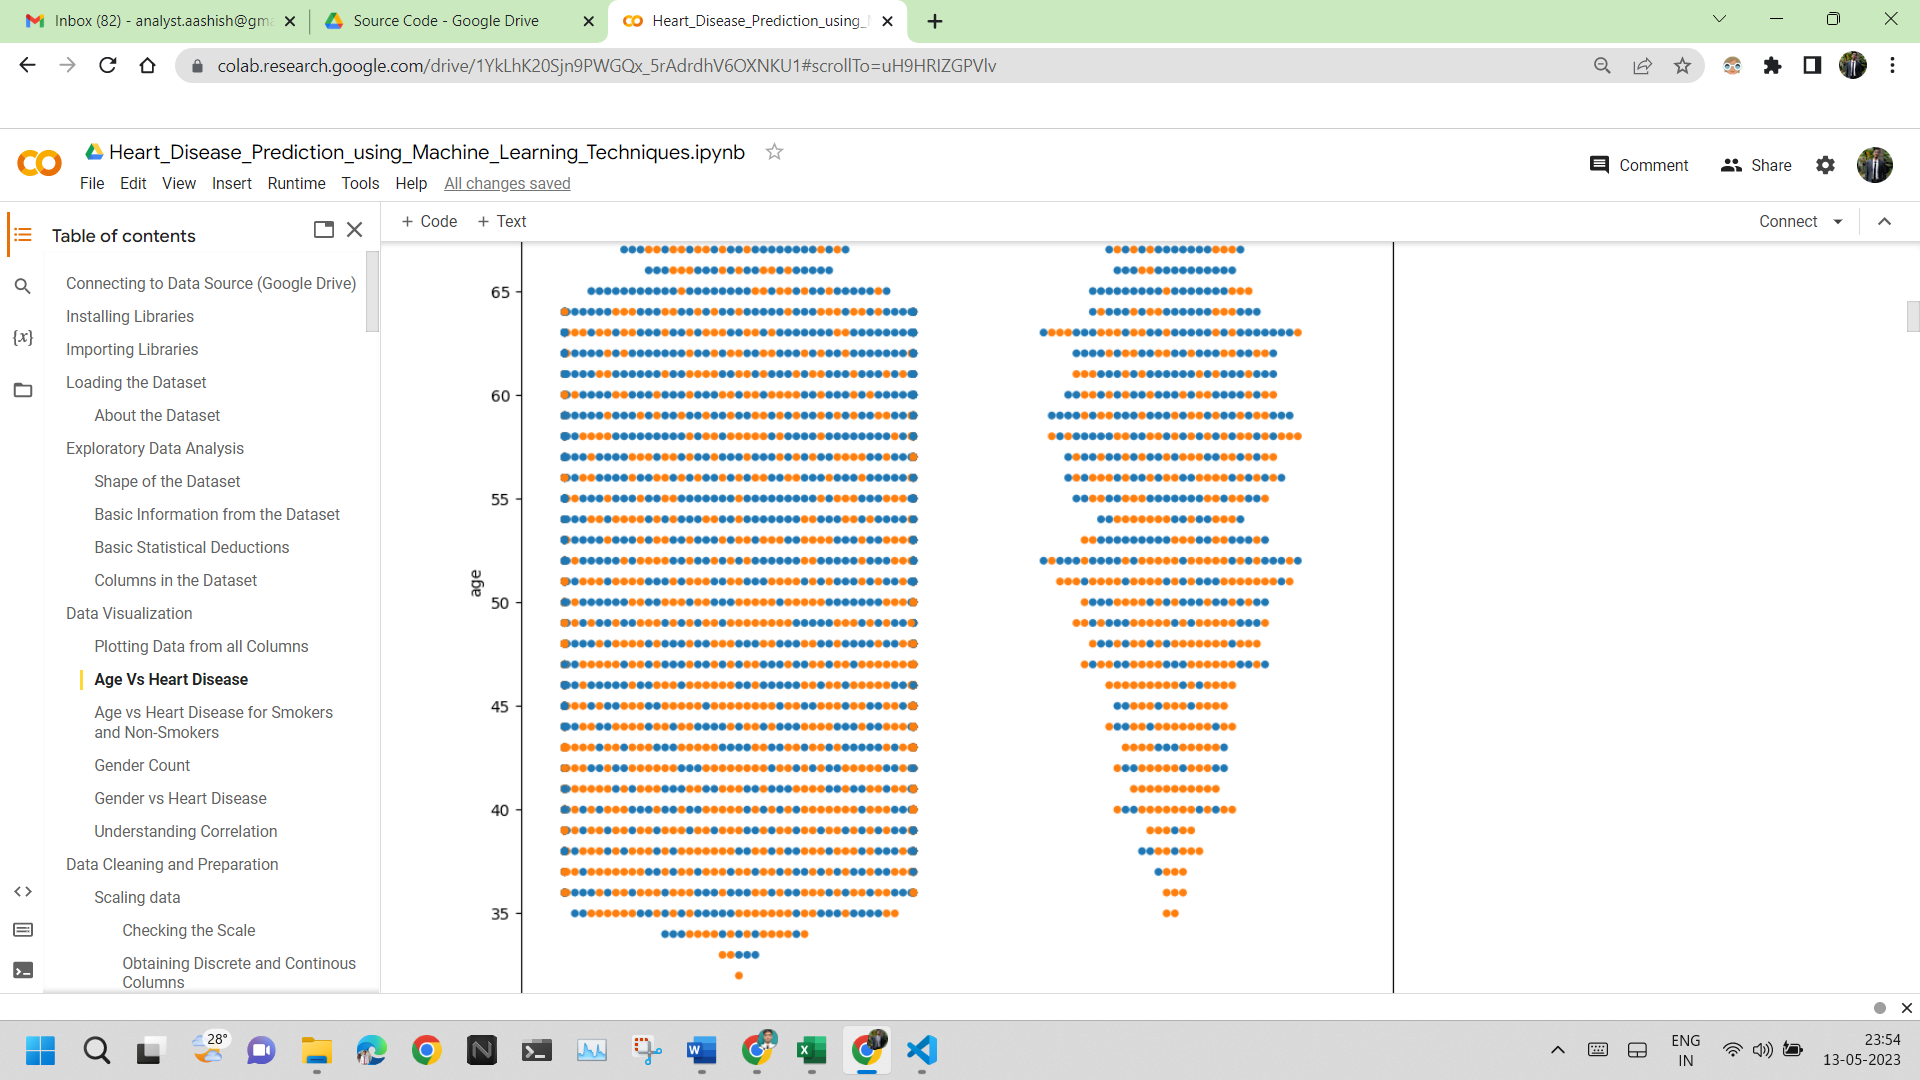 Inbox (82) - analyst.aashish@gm
Source Code - Google Drive
Heart_Disease_Prediction_using_
colab.research.google.com/drive/1YkLhK20Sjn9PWGQx_5rAdrdhV6OXNKU1#scrollTo=uH9HRIZGPVlv
Heart_Disease_Prediction_using_Machine_Learning_Techniques.ipynb
File Edit View Insert Runtime Tools Help All changes saved
Comment
Share
+ Code + Text
Connect
Table of contents
Connecting to Data Source (Google Drive)
Installing Libraries
Importing Libraries
Loading the Dataset
About the Dataset
Exploratory Data Analysis
Shape of the Dataset
Basic Information from the Dataset
Basic Statistical Deductions
Columns in the Dataset
Data Visualization
Plotting Data from all Columns
Age Vs Heart Disease
Age vs Heart Disease for Smokers
and Non-Smokers
Gender Count
Gender vs Heart Disease
Understanding Correlation
Data Cleaning and Preparation
Scaling data
Checking the Scale
Obtaining Discrete and Continous
Columns
{x}
age
65
60
55
50
45
40
35
28°
ENG
IN
23:54
13-05-2023